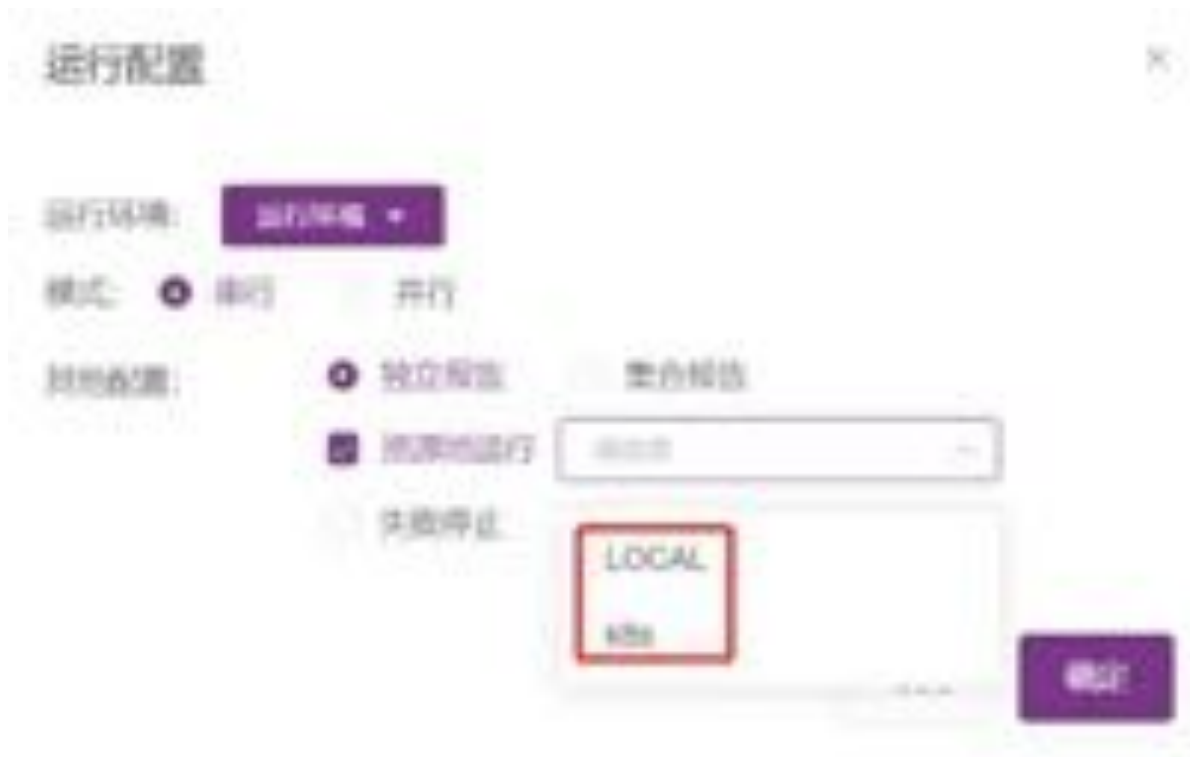 运行配置
运行环境: 运行环境
模式: 串行 并行
其他配置: 独立报告 集合报告
资源池运行 请选择
失败停止
LOCAL
k8s
确定